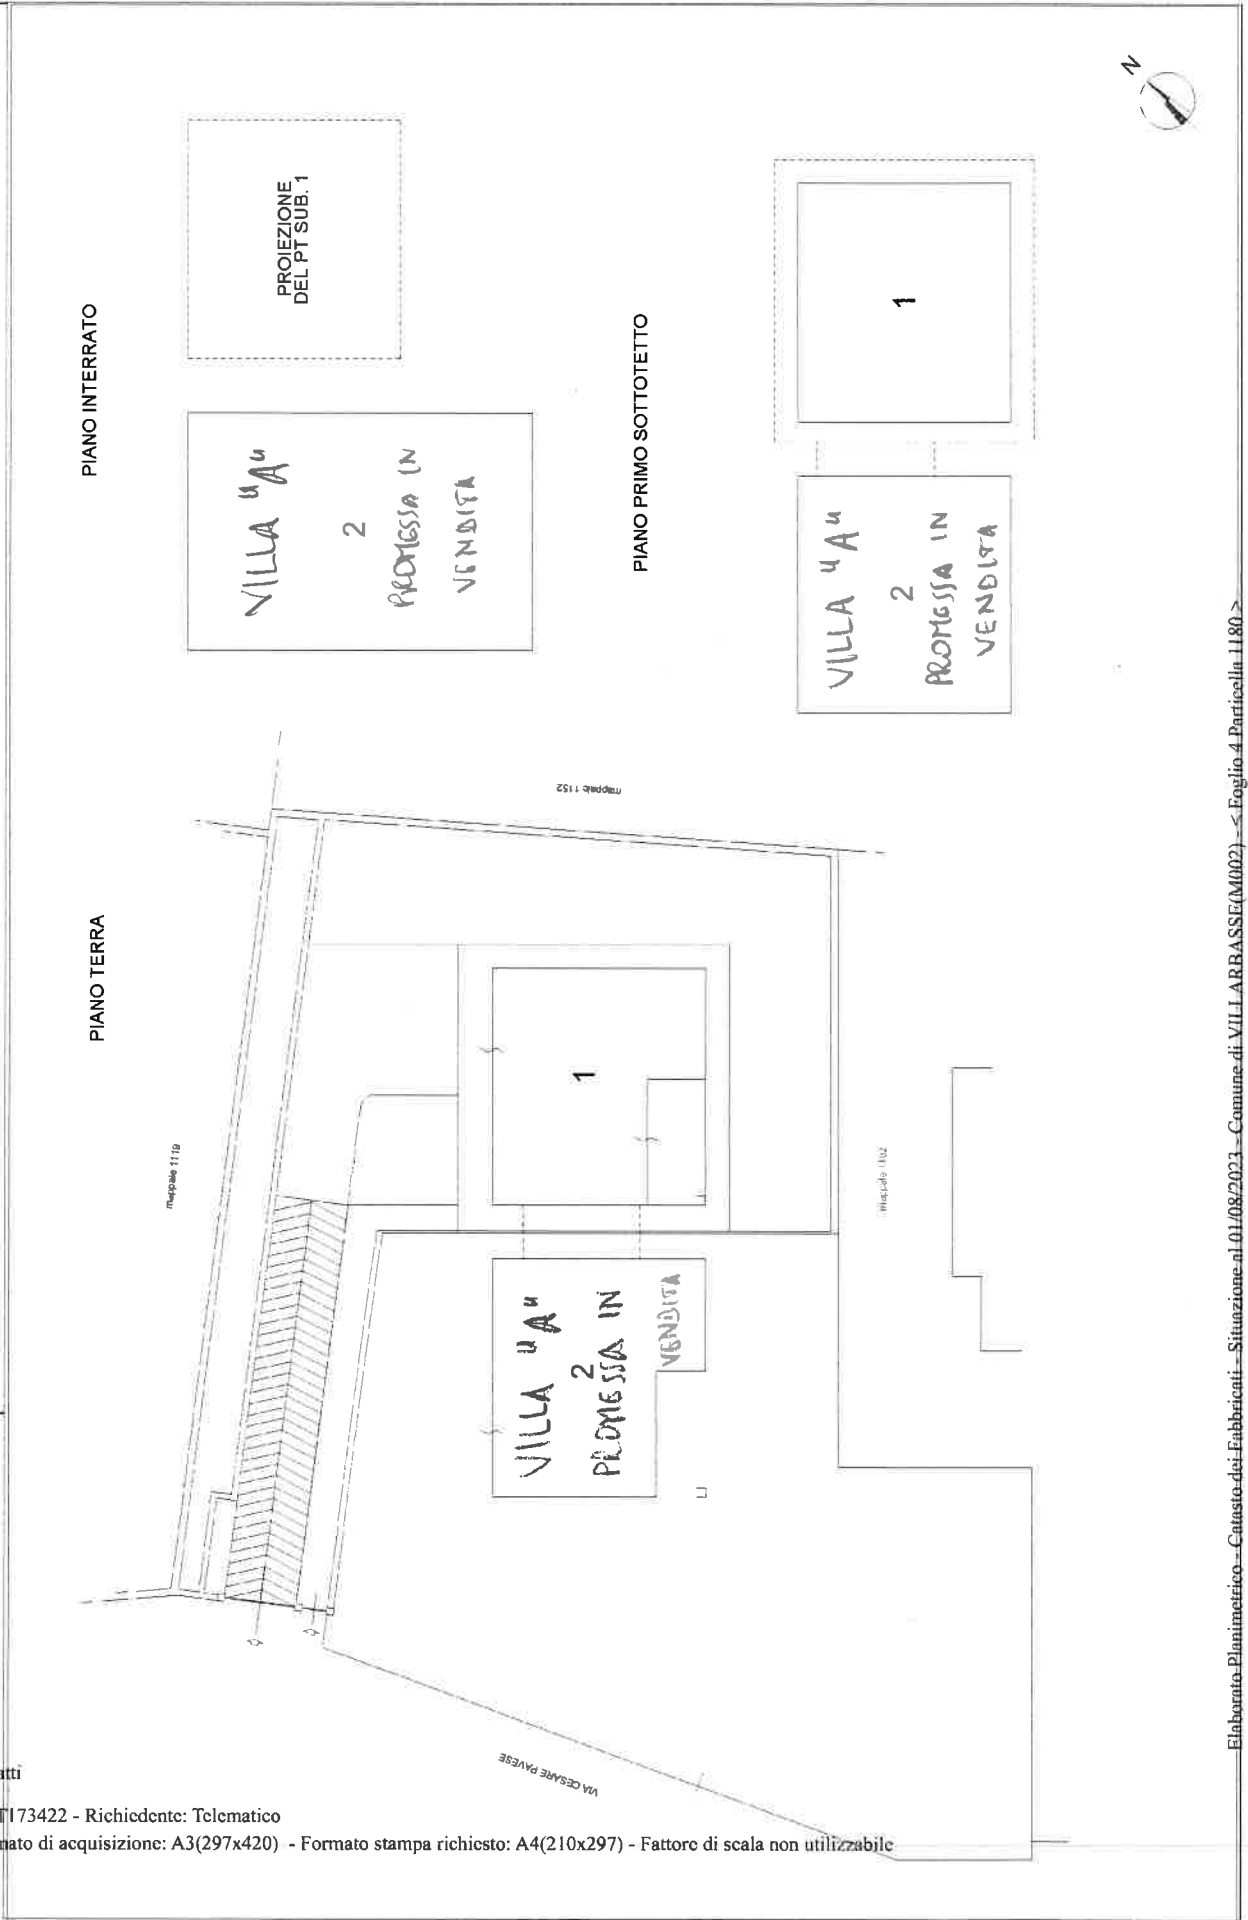 PIANO INTERRATO
PROIEZIONE
DEL PT SUB. 1
VILLA "A"
2
PROMESSA IN
VENDITA
PIANO PRIMO SOTTOTETTO
1
VILLA "A"
2
PROMESSA IN
VENDITA
N
PIANO TERRA
mappale 1119
mappale 1152
1
VILLA "A"
2
PROMESSA IN
VENDITA
VIA CESARE PAVESE
Elaborato Planimetrico - Catasto dei Fabbricati - Situazione al 01/08/2023 - Comune di VILLARBASSE(M002) - < Foglio 4 Particella 1180 >
atti
T173422 - Richiedente: Telematico
mato di acquisizione: A3(297x420) - Formato stampa richiesto: A4(210x297) - Fattore di scala non utilizzabile